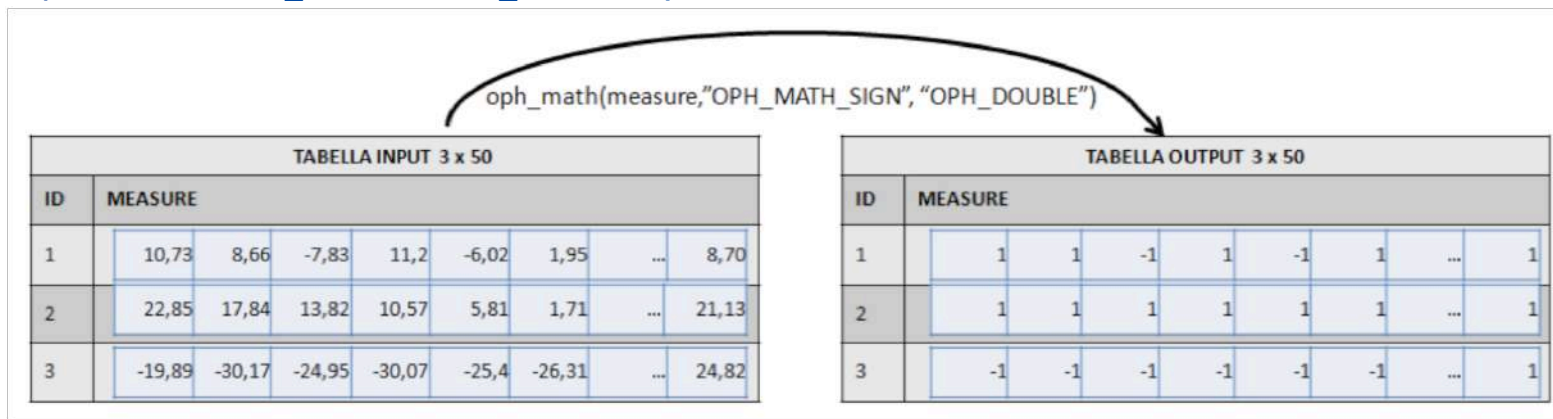 oph_math(measure,”OPH_MATH_SIGN”, “OPH_DOUBLE”)
TABELLA INPUT 3 x 50
ID MEASURE
1 10,73 8,66 -7,83 11,2 -6,02 1,95 ... 8,70
2 22,85 17,84 13,82 10,57 5,81 1,71 ... 21,13
3 -19,89 -30,17 -24,95 -30,07 -25,4 -26,31 ... 24,82
TABELLA OUTPUT 3 x 50
ID MEASURE
1 1 1 -1 1 -1 1 ... 1
2 1 1 1 1 1 1 ... 1
3 -1 -1 -1 -1 -1 -1 ... 1